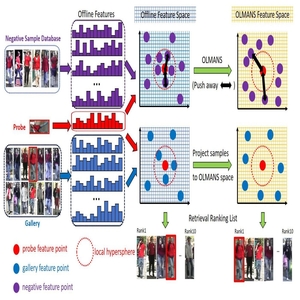 Negative Sample Database
Offline Features
Offline Feature Space
OLMANS Feature Space
OLMANS
(Push away
)
...
Probe
...
Project samples
to OLMANS space
Gallery
Retrieval Ranking List
Rank1
Rank10
Rank1
Rank10
probe feature point
gallery feature point
negative feature point
local hypersphere